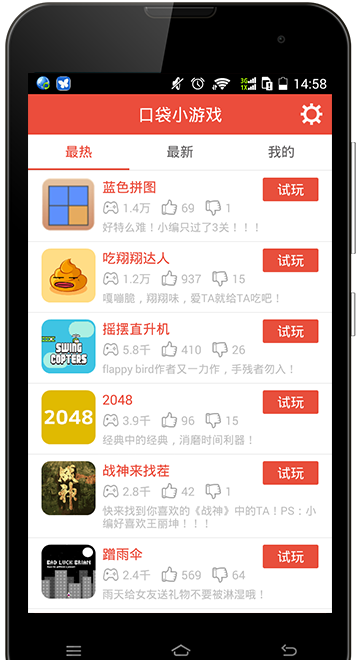 3G
1X
14:58
口袋小游戏
最热
最新
我的
蓝色拼图
试玩
1.4万 69 1
好特么难！小编只过了3关！！！
吃翔翔达人
试玩
1.2万 937 15
嘎嘣脆，翔翔味，爱TA就给TA吃吧！
SWING
COPTERS
摇摆直升机
试玩
5.8千 410 26
flappy bird作者又一力作，手残者勿入！
2048
2048
试玩
3.9千 96 15
经典中的经典，消磨时间利器！
战神
战神来找茬
试玩
2.8千 42 1
快来找到你喜欢的《战神》中的TA！PS：小
编好喜欢王丽坤！！！
BAD LUCK BRIAN
蹭雨伞
试玩
2.4千 569 64
雨天给女友送礼物不要被淋湿哦！